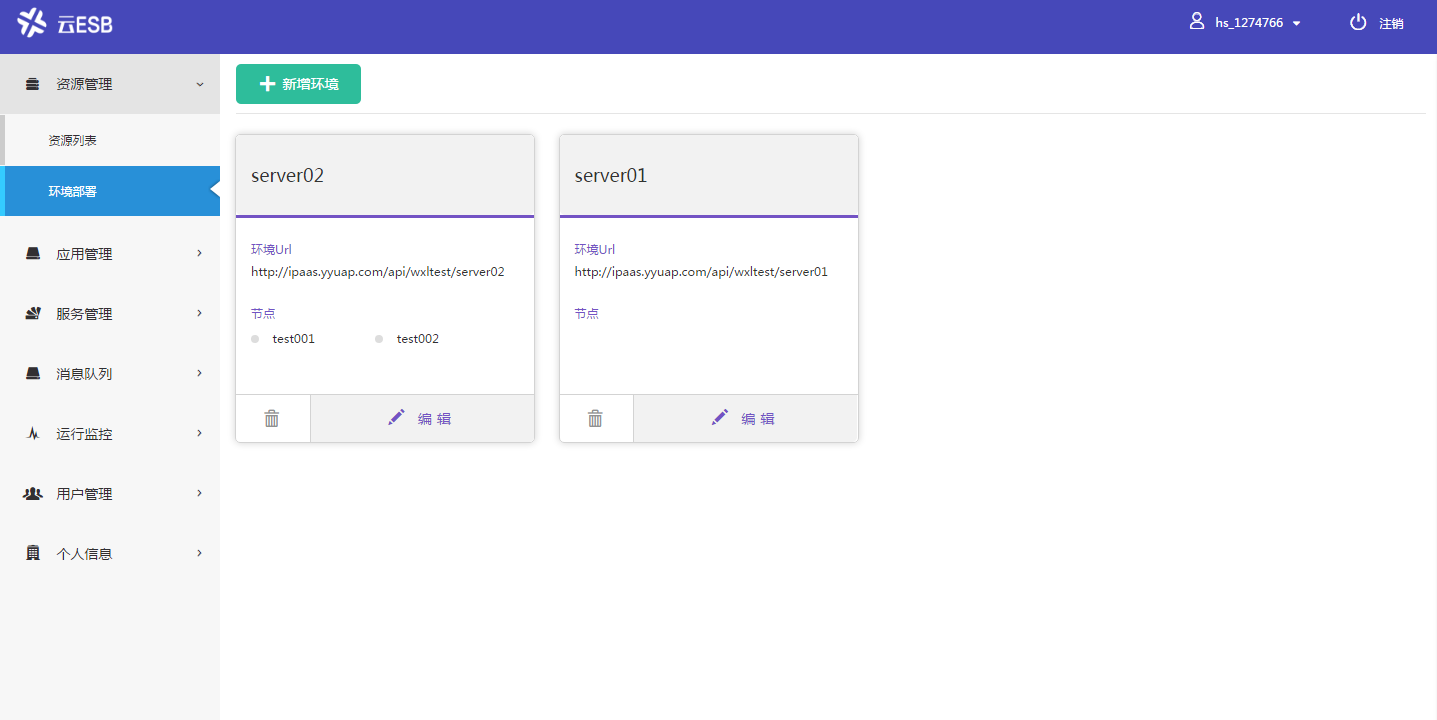 云ESB
hs_1274766
注销
资源管理
资源列表
环境部署
应用管理
服务管理
消息队列
运行监控
用户管理
个人信息
新增环境
server02
环境Url
http://ipaas.yyuap.com/api/wxltest/server02
节点
test001
test002
编 辑
server01
环境Url
http://ipaas.yyuap.com/api/wxltest/server01
节点
编 辑